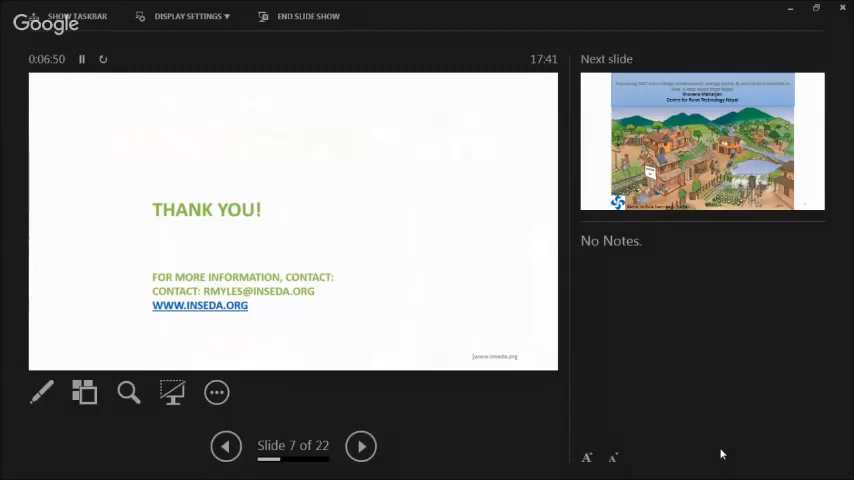 SHOW TASKBAR
DISPLAY SETTINGS ▼
END SLIDE SHOW
Google
0:06:50
17:41
Next slide
THANK YOU!
FOR MORE INFORMATION, CONTACT:
CONTACT: RMYLES@INSEDA.ORG
WWW.INSEDA.ORG
]www.inseda.org
Centre for Rural Technology Nepal
No Notes.
Slide 7 of 22
A
A